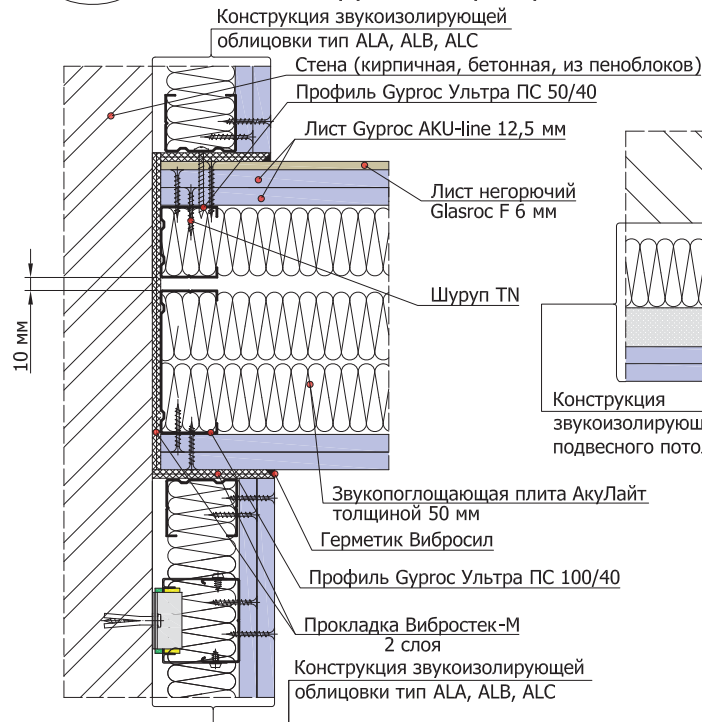 Конструкция звукоизолирующей
облицовки тип ALA, ALB, ALC
Стена (кирпичная, бетонная, из пеноблоков)
Профиль Gyproc Ультра ПС 50/40
Лист Gyproc AKU-line 12,5 мм
Лист негорючий
Glasroc F 6 мм
Шуруп TN
10 мм
Конструкция
звукоизолирующ
подвесного пото
Звукопоглощающая плита АкуЛайт
толщиной 50 мм
Герметик Вибросил
Профиль Gyproc Ультра ПС 100/40
Прокладка Вибростек-М
2 слоя
Конструкция звукоизолирующей
облицовки тип ALA, ALB, ALC